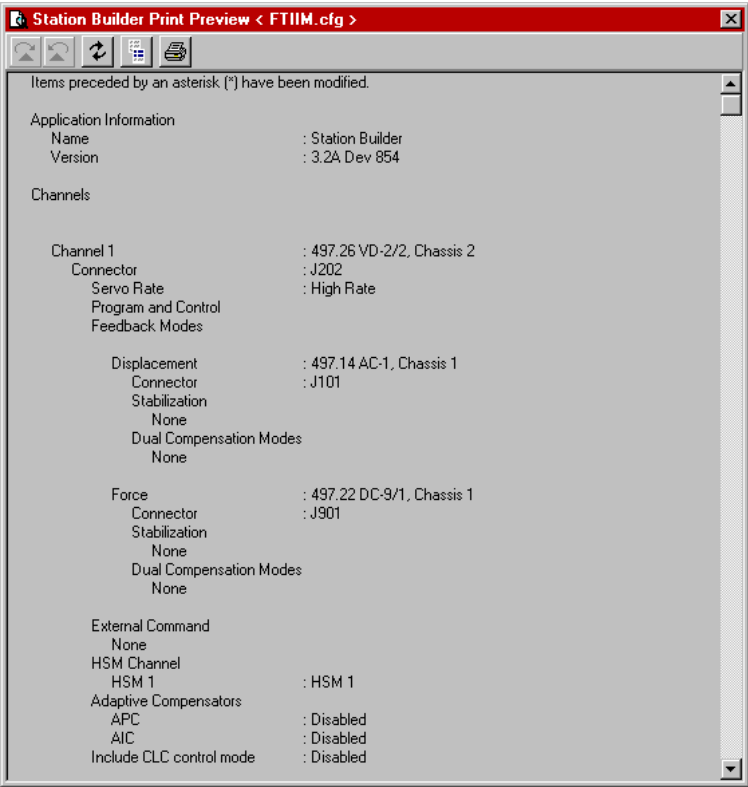 Station Builder Print Preview < FTIIM.cfg >
Items preceded by an asterisk (*) have been modified.
Application Information
Name : Station Builder
Version : 3.2A Dev 854
Channels
Channel 1 : 497.26 VD-2/2, Chassis 2
Connector : J202
Servo Rate : High Rate
Program and Control
Feedback Modes
Displacement : 497.14 AC-1, Chassis 1
Connector : J101
Stabilization
None
Dual Compensation Modes
None
Force : 497.22 DC-9/1, Chassis 1
Connector : J901
Stabilization
None
Dual Compensation Modes
None
External Command
None
HSM Channel
HSM 1 : HSM 1
Adaptive Compensators
APC : Disabled
AIC : Disabled
Include CLC control mode : Disabled